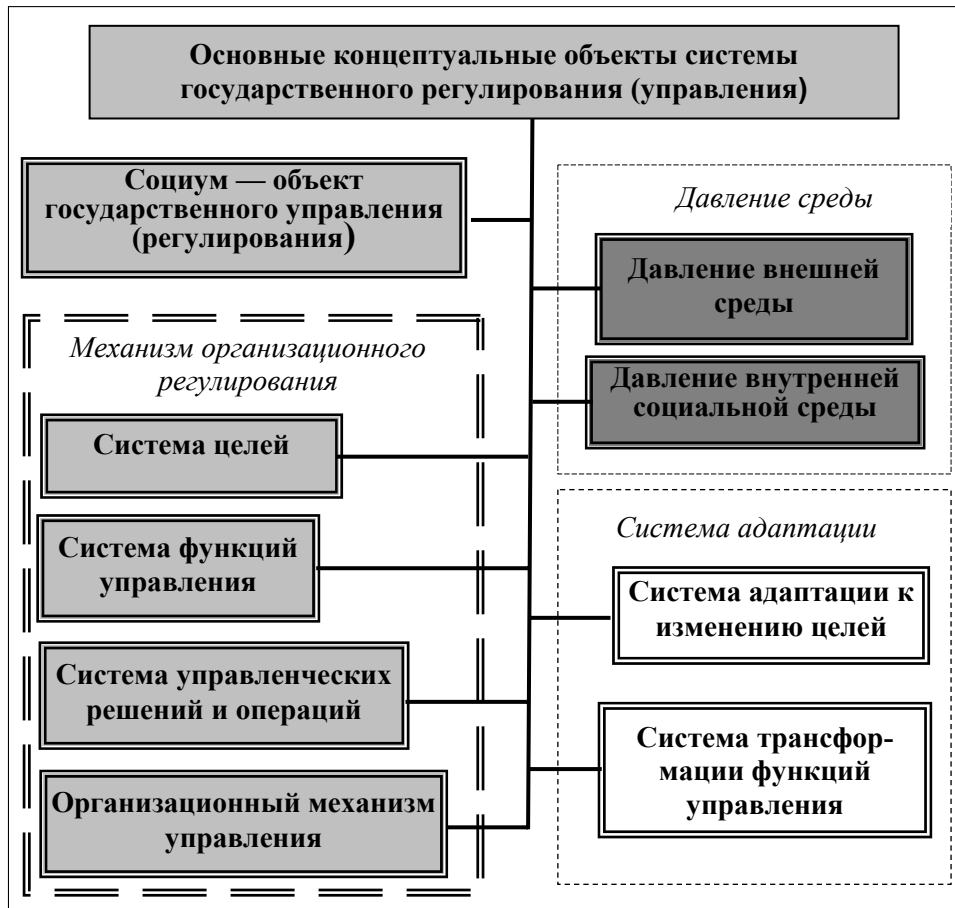 Основные концептуальные объекты системы
государственного регулирования (управления)
Социум — объект
государственного управления
(регулирования)
Механизм организационного
регулирования
Система целей
Система функций
управления
Система управленческих
решений и операций
Организационный механизм
управления
Давление среды
Давление внешней
среды
Давление внутренней
социальной среды
Система адаптации
Система адаптации к
изменению целей
Система трансфор-
мации функций
управления